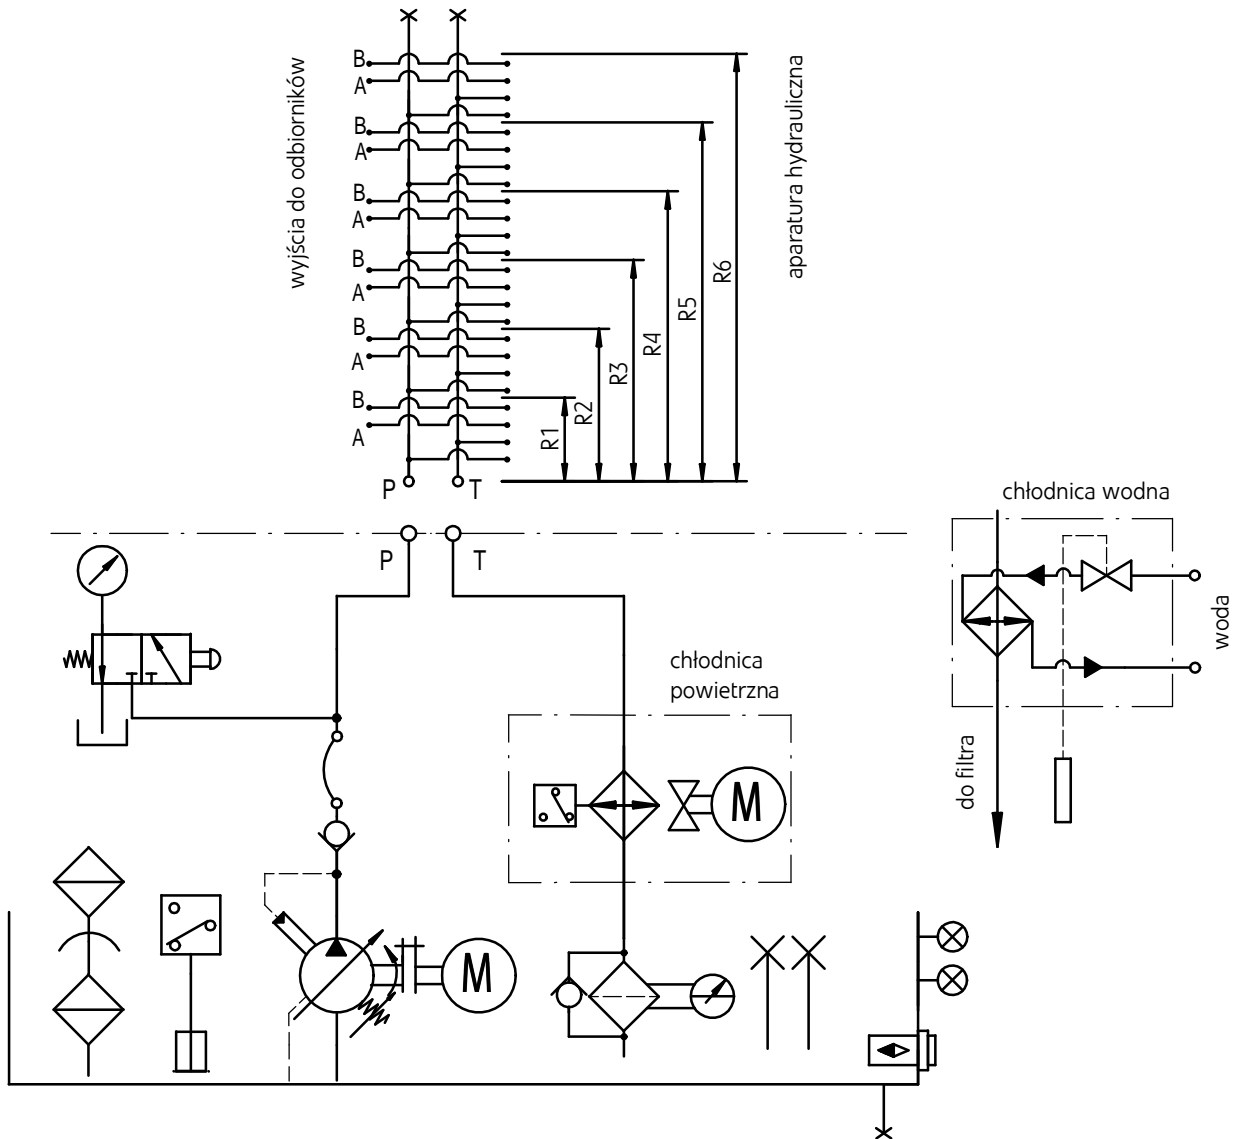 wyjścia do odbiorników
aparatura hydrauliczna
B
A
B
A
B
A
B
A
B
A
B
A
R1
R2
R3
R4
R5
R6
P
T
P
T
chłodnica wodna
woda
do filtra
chłodnica
powietrzna
M
M